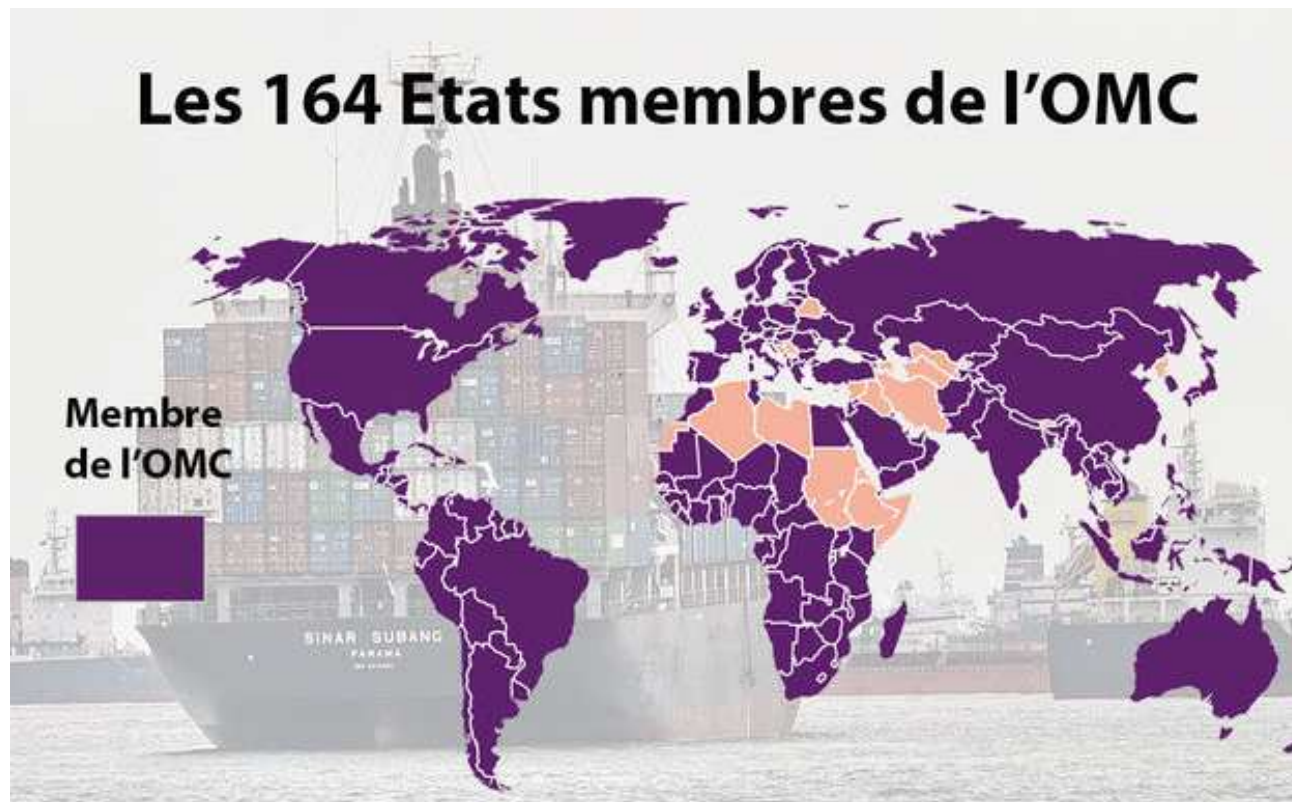 Les 164 Etats membres de l'OMC
Membre
de l'OMC
SINAR SUBANG
PANAMA